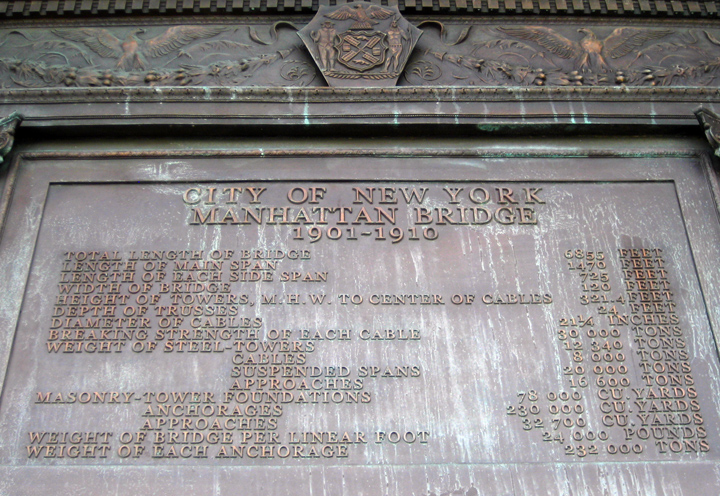 CITY OF NEW YORK
MANHATTAN BRIDGE
1901-1910
TOTAL LENGTH OF BRIDGE 6855 FEET
LENGTH OF MAIN SPAN 1470 FEET
LENGTH OF EACH SIDE SPAN 725 FEET
WIDTH OF BRIDGE 120 FEET
HEIGHT OF TOWERS, M.H.W. TO CENTER OF CABLES 321.4 FEET
DEPTH OF TRUSSES 24 FEET
DIAMETER OF CABLES 21¼ INCHES
BREAKING STRENGTH OF EACH CABLE 30 000 TONS
WEIGHT OF STEEL-TOWERS 12 340 TONS
CABLES 8 000 TONS
SUSPENDED SPANS 20 000 TONS
APPROACHES 16 600 TONS
MASONRY-TOWER FOUNDATIONS 78 000 CU. YARDS
ANCHORAGES 230 000 CU. YARDS
APPROACHES 32 700 CU. YARDS
WEIGHT OF BRIDGE PER LINEAR FOOT 24 000 POUNDS
WEIGHT OF EACH ANCHORAGE 232 000 TONS